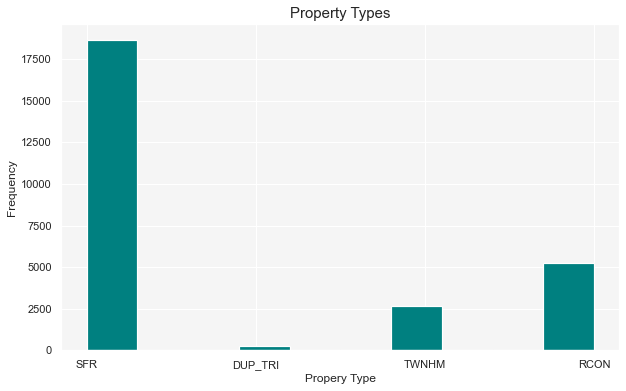 Property Types
Frequency
17500
15000
12500
10000
7500
5000
2500
0
SFR
DUP_TRI
TWNHM
RCON
Propery Type